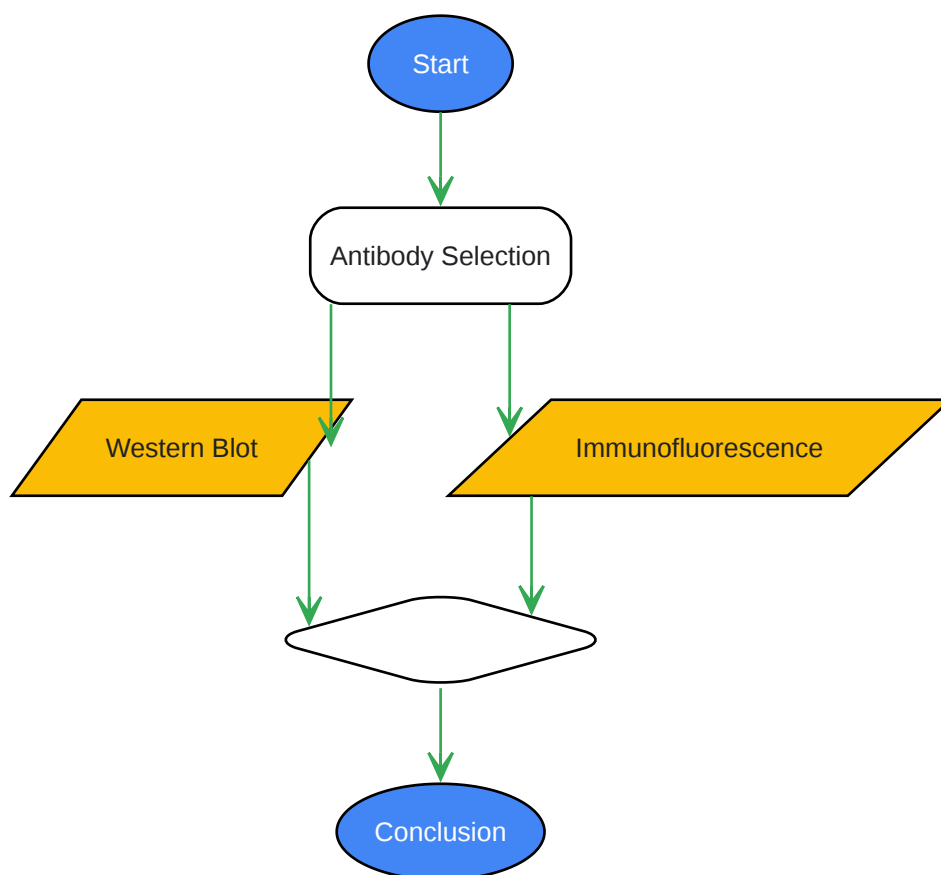 Start
Antibody Selection
Western Blot
Immunofluorescence
Conclusion